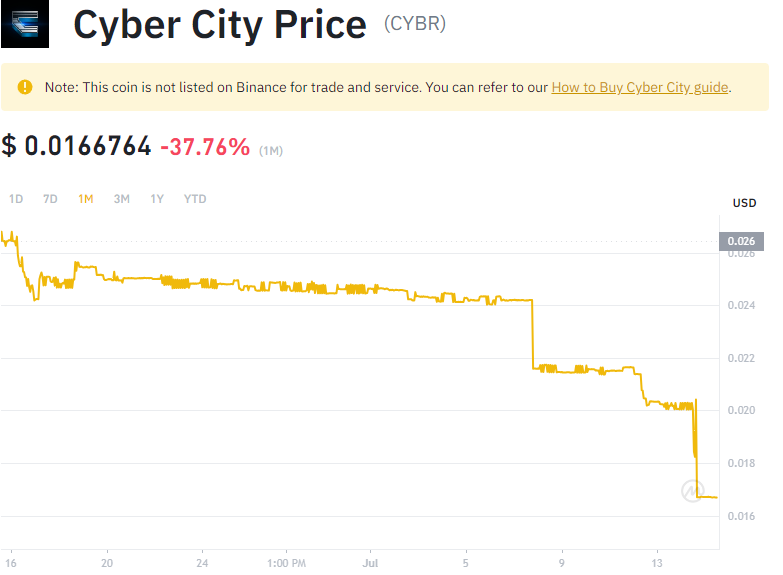 Cyber City Price (CYBR)
Note: This coin is not listed on Binance for trade and service. You can refer to our How to Buy Cyber City guide.
$ 0.0166764 -37.76% (1M)
1D 7D 1M 3M 1Y YTD
USD
0.026
0.026
0.024
0.022
0.020
0.018
0.016
16 20 24 1:00 PM Jul 5 9 13